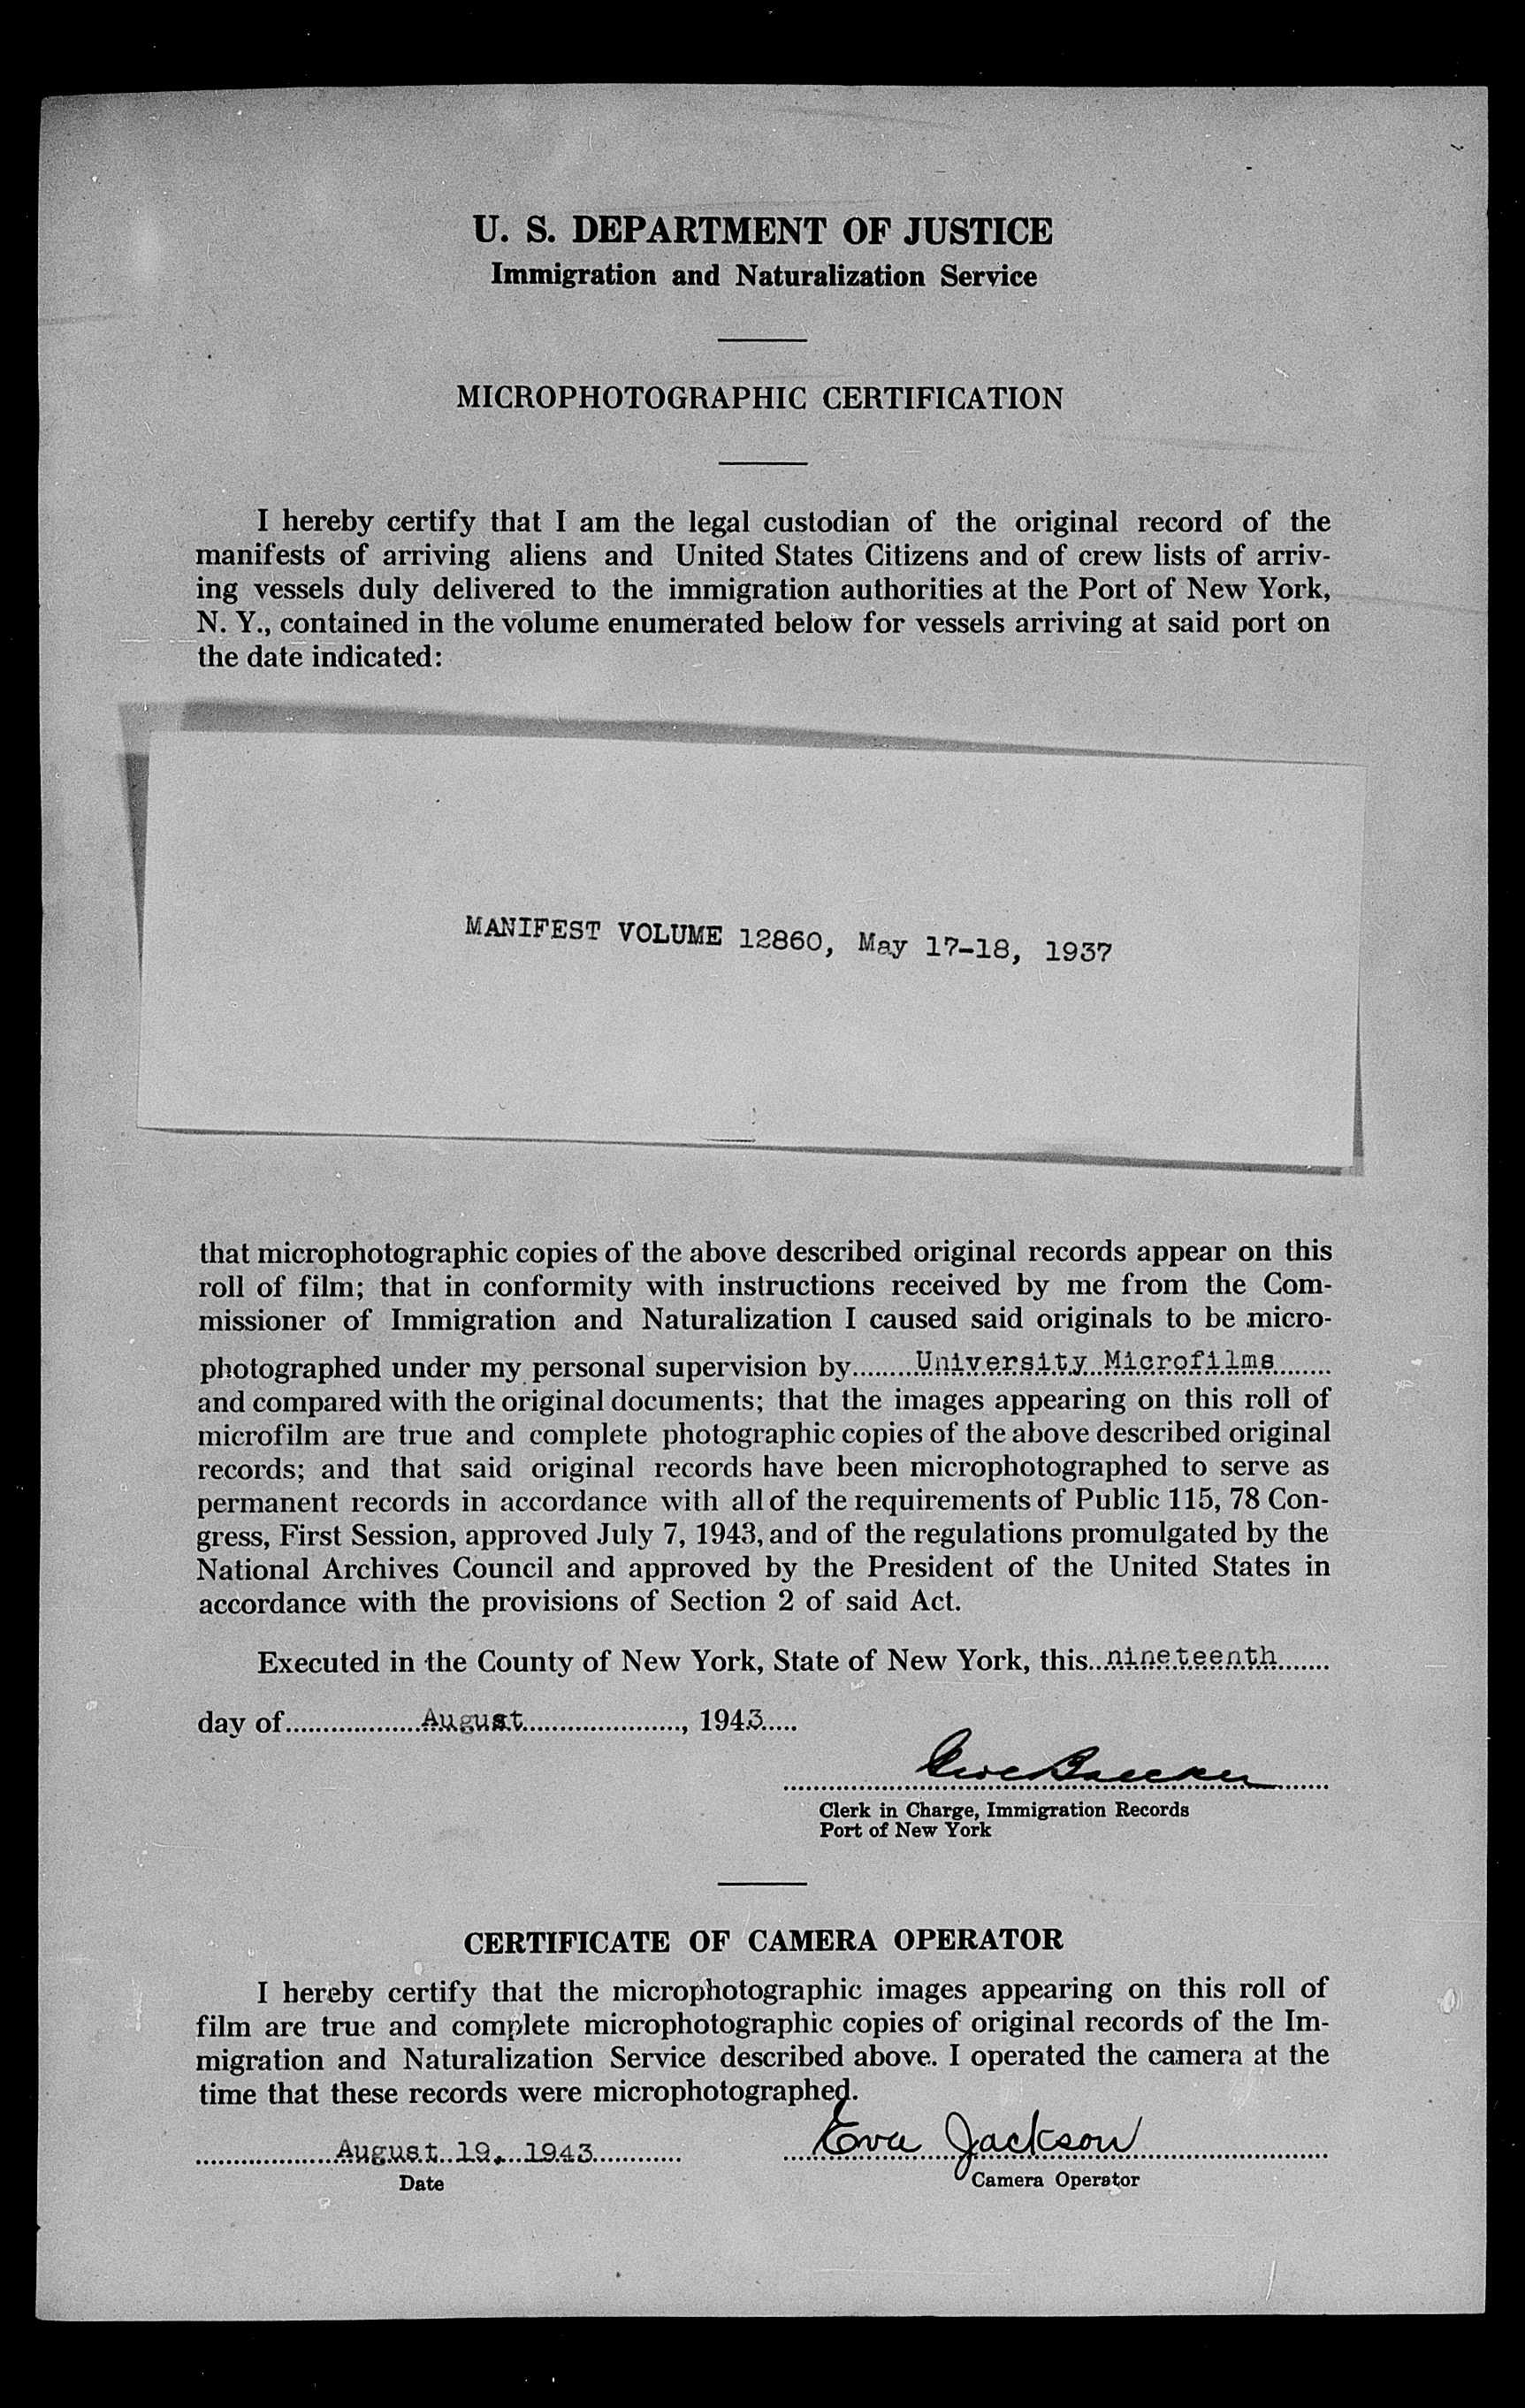 U. S. DEPARTMENT OF JUSTICE
Immigration and Naturalization Service
MICROPHOTOGRAPHIC CERTIFICATION
I hereby certify that I am the legal custodian of the original record of the
manifests of arriving aliens and United States Citizens and of crew lists of arriv-
ing vessels duly delivered to the immigration authorities at the Port of New York,
N. Y., contained in the volume enumerated below for vessels arriving at said port on
the date indicated:
MANIFEST VOLUME 12860, May 17-18, 1937
that microphotographic copies of the above described original records appear on this
roll of film; that in conformity with instructions received by me from the Com-
missioner of Immigration and Naturalization I caused said originals to be micro-
photographed under my personal supervision by University Microfilms
and compared with the original documents; that the images appearing on this roll of
microfilm are true and complete photographic copies of the above described original
records; and that said original records have been microphotographed to serve as
permanent records in accordance with all of the requirements of Public 115, 78 Con-
gress, First Session, approved July 7, 1943, and of the regulations promulgated by the
National Archives Council and approved by the President of the United States in
accordance with the provisions of Section 2 of said Act.
Executed in the County of New York, State of New York, this nineteenth
day of August, 1943
Clerk in Charge, Immigration Records
Port of New York
CERTIFICATE OF CAMERA OPERATOR
I hereby certify that the microphotographic images appearing on this roll of
film are true and complete microphotographic copies of original records of the Im-
migration and Naturalization Service described above. I operated the camera at the
time that these records were microphotographed.
August 19, 1943 Eva Jackson
Date Camera Operator